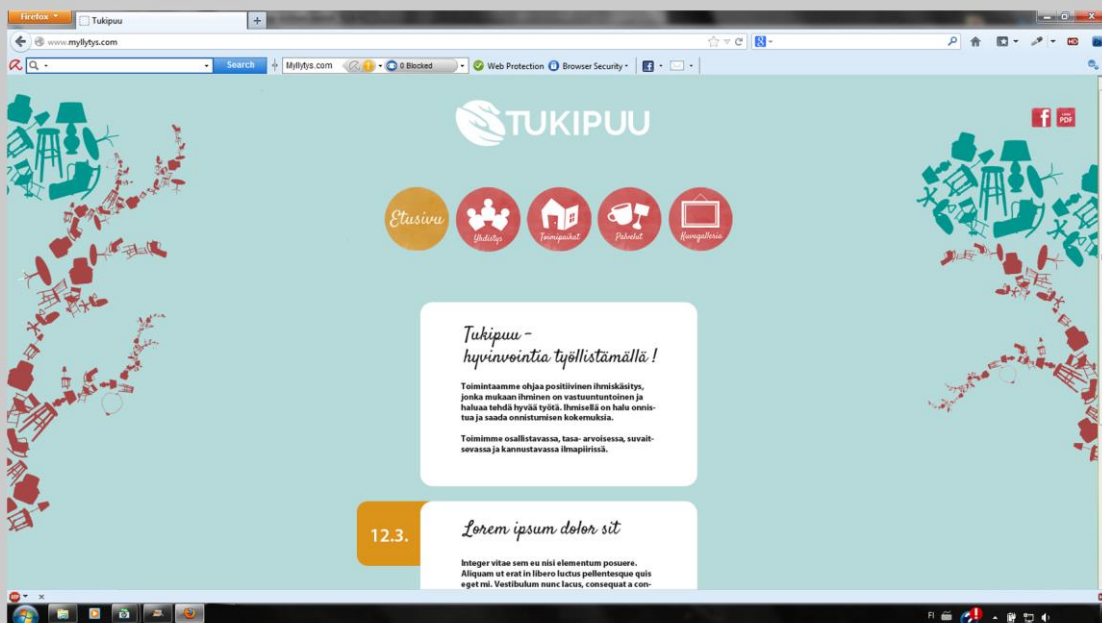 Firefox
Tukipuu
www.myllytys.com
Search
Myllytys.com
0 Blocked
Web Protection
Browser Security
TUKIPUU
PDF
Etusivu
Yhdistys
Toimipaikat
Palvelut
Kuvagalleria
Tukipuu -
hyvinvointia työllistämällä !
Toimintaamme ohjaa positiivinen ihmiskäsitys,
jonka mukaan ihminen on vastuuntuntoinen ja
haluaa tehdä hyvää työtä. Ihmisellä on halu onnis-
tua ja saada onnistumisen kokemuksia.
Toimimme osallistavassa, tasa- arvoisessa, suvait-
sevassa ja kannustavassa ilmapiirissä.
12.3.
Lorem ipsum dolor sit
Integer vitae sem eu nisi elementum posuere.
Aliquam ut erat in libero luctus pellentesque quis
eget mi. Vestibulum nunc lacus, consequat a con-
FI